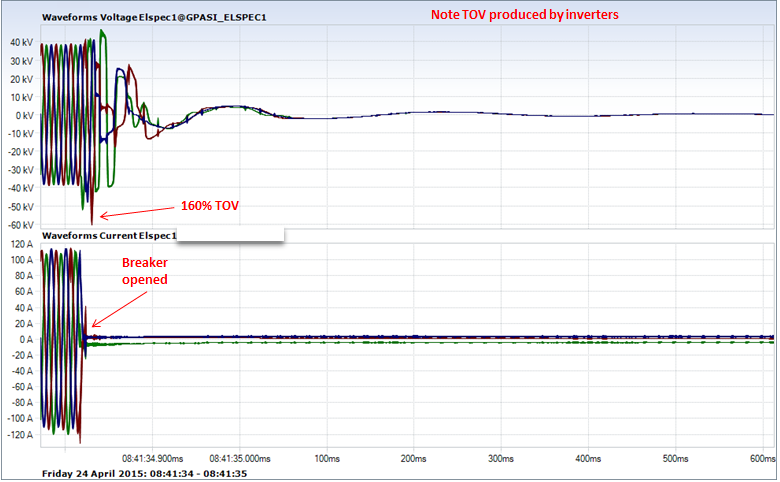 Waveforms Voltage Elspec1@GPASI_ELSPEC1
Note TOV produced by inverters
40 kV
30 kV
20 kV
10 kV
0 kV
-10 kV
-20 kV
-30 kV
-40 kV
-50 kV
-60 kV
160% TOV
Waveforms Current Elspec1
120 A
100 A
80 A
60 A
40 A
20 A
0 A
-20 A
-40 A
-60 A
-80 A
-100 A
-120 A
Breaker
opened
08:41:34.900ms
08:41:35.000ms
100ms
200ms
300ms
400ms
500ms
600ms
Friday 24 April 2015: 08:41:34 - 08:41:35